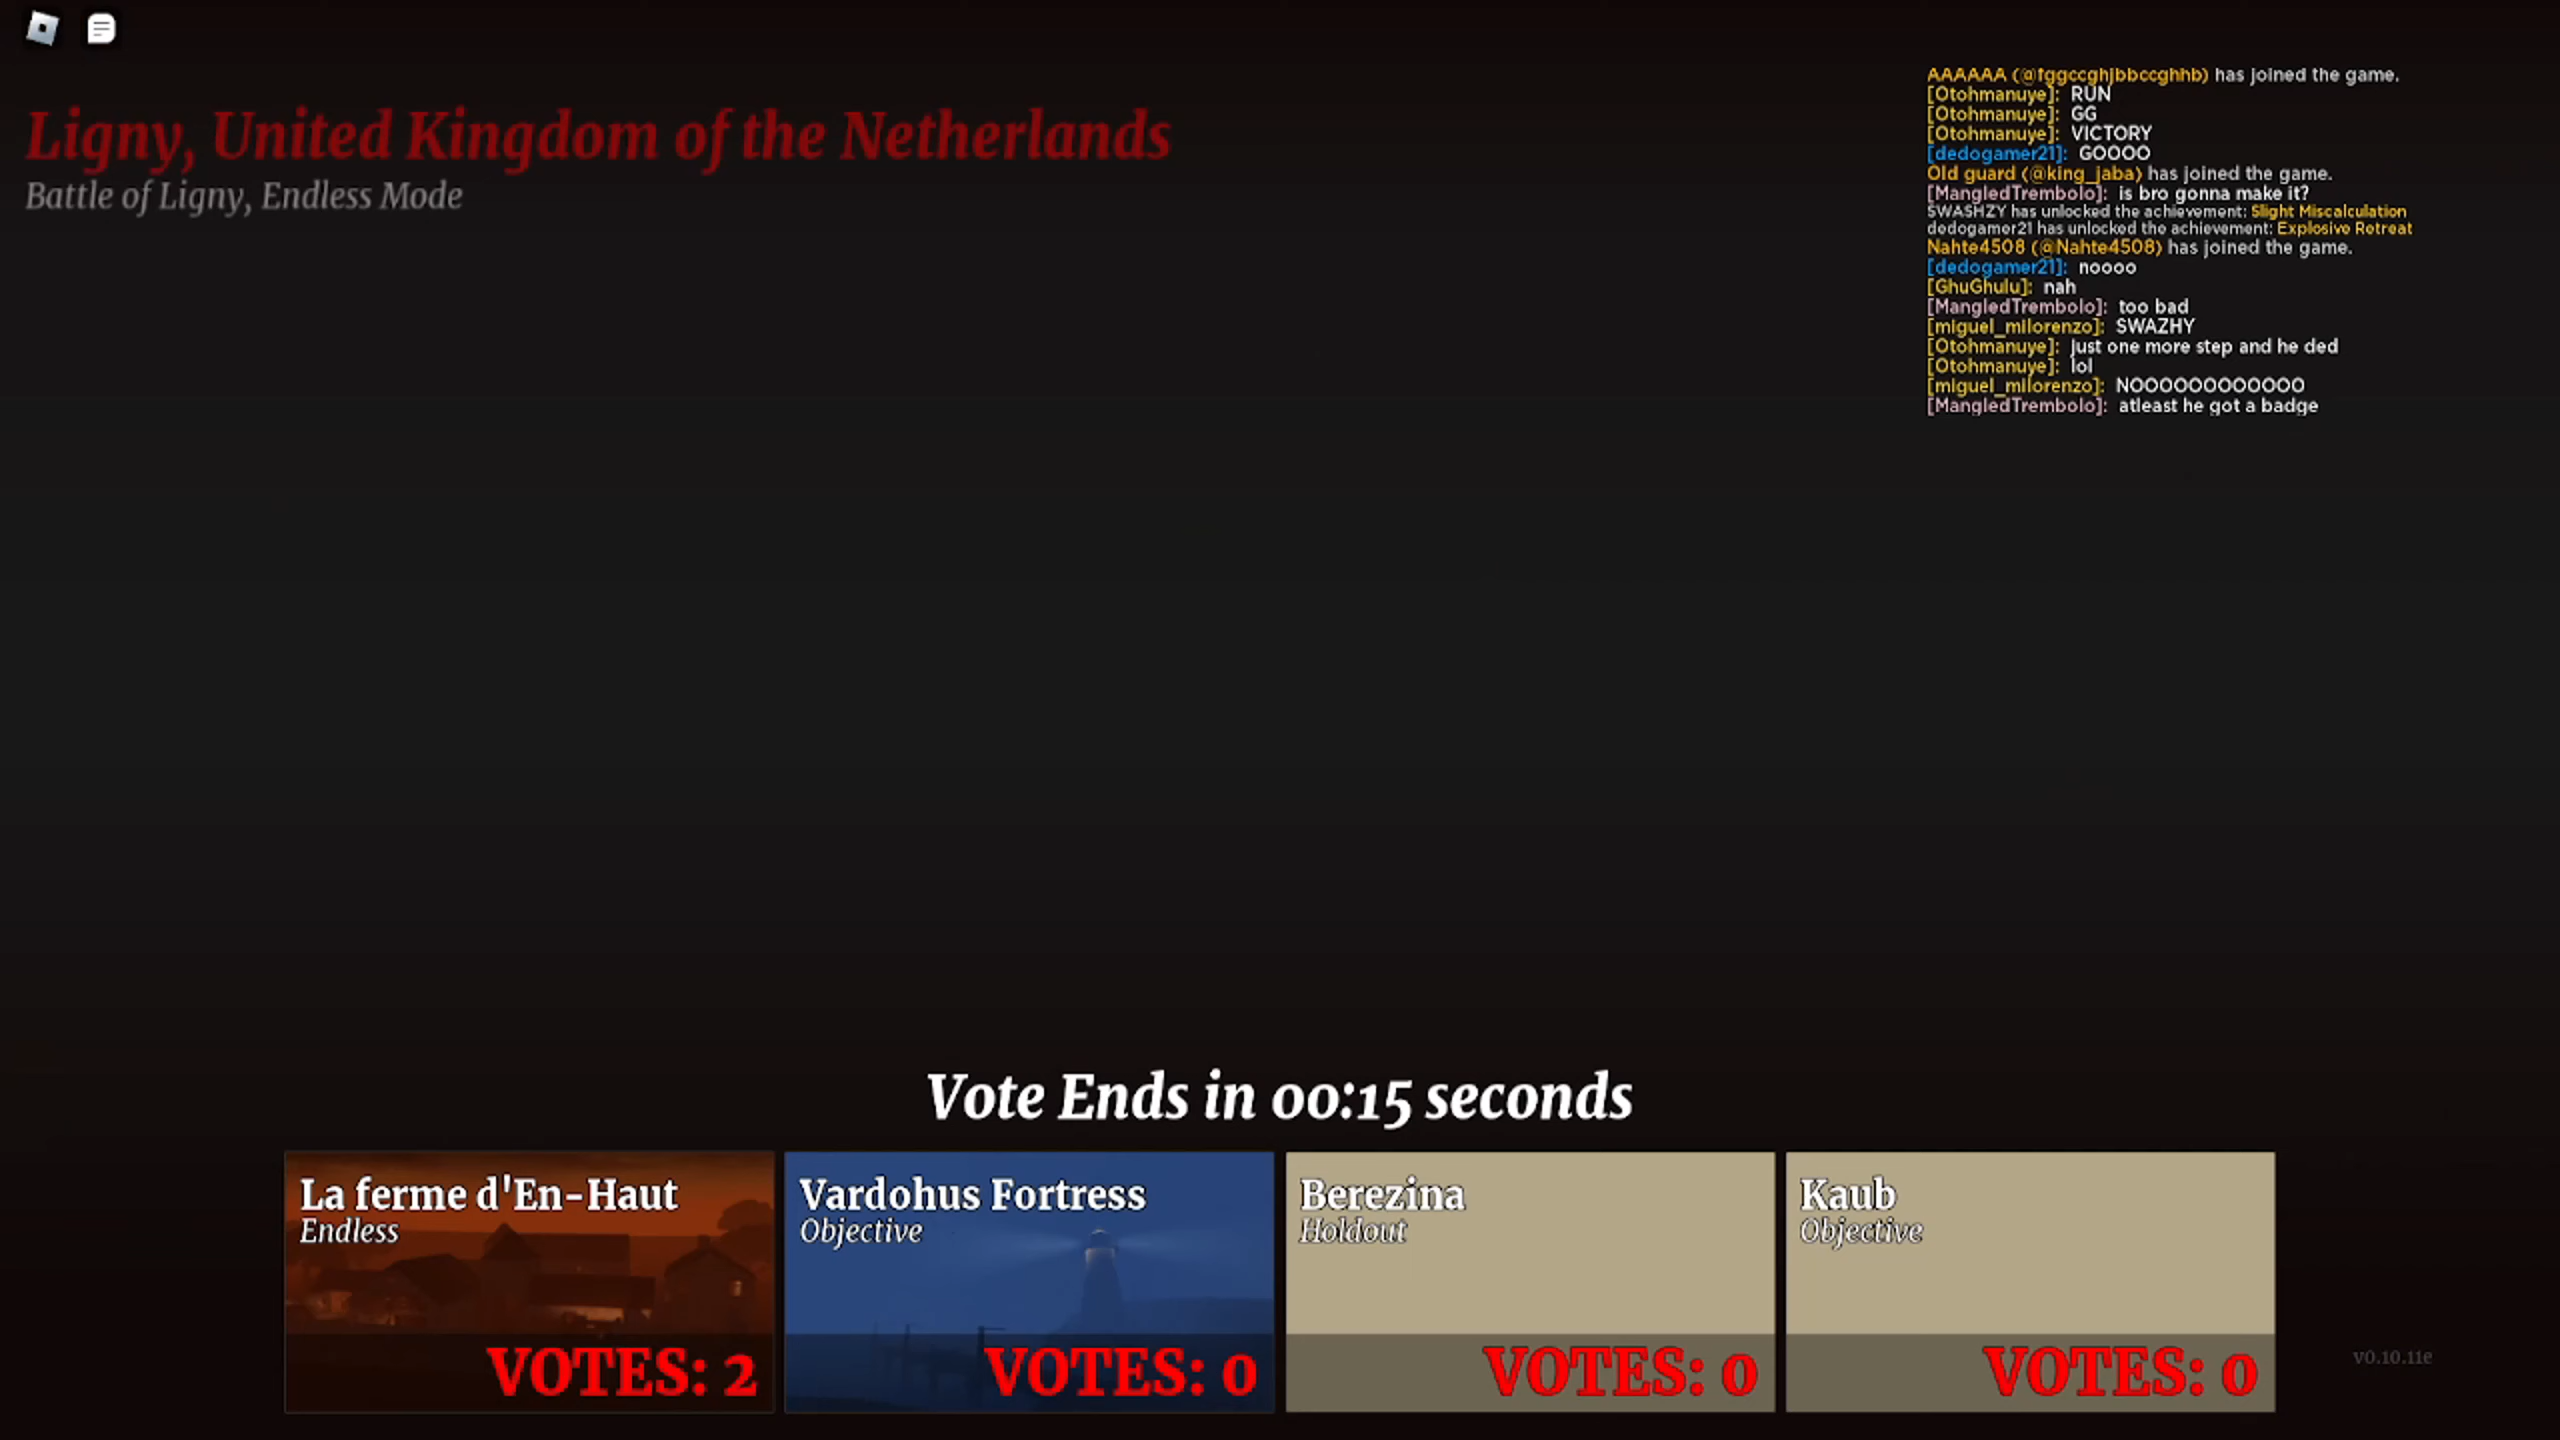 Ligny, United Kingdom of the Netherlands
Battle of Ligny, Endless Mode
AAAAAA (@fggccghjbbccghhb) has joined the game.
[Otohmanuye]: RUN
[Otohmanuye]: GG
[Otohmanuye]: VICTORY
[dedogamer21]: GOOOO
Old guard (@king_jaba) has joined the game.
[MangledTrembolo]: is bro gonna make it?
SWASHZY has unlocked the achievement: Slight Miscalculation
dedogamer21 has unlocked the achievement: Explosive Retreat
Nahte4508 (@Nahte4508) has joined the game.
[dedogamer21]: noooo
[GhuGhulu]: nah
[MangledTrembolo]: too bad
[miguel_milorenzo]: SWAZHY
[Otohmanuye]: just one more step and he ded
[Otohmanuye]: lol
[miguel_milorenzo]: NOOOOOOOOOOOO
[MangledTrembolo]: atleast he got a badge
Vote Ends in 00:15 seconds
La ferme d'En-Haut
Endless
VOTES: 2
Vardohus Fortress
Objective
VOTES: 0
Berezina
Holdout
VOTES: 0
Kaub
Objective
VOTES: 0
v0.10.11e